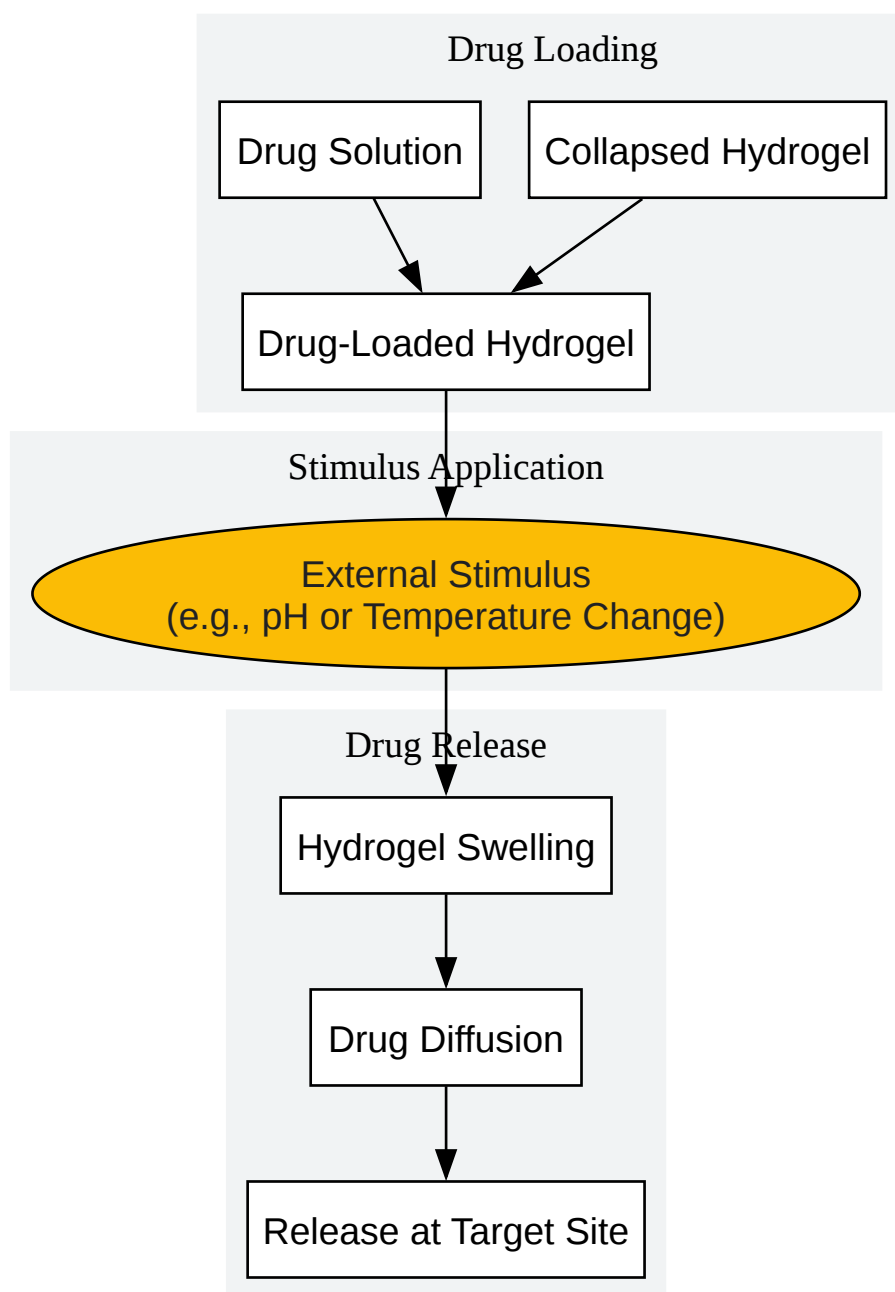 Drug Loading
Drug Solution
Collapsed Hydrogel
Drug-Loaded Hydrogel
Stimulus Application
External Stimulus
(e.g., pH or Temperature Change)
Drug Release
Hydrogel Swelling
Drug Diffusion
Release at Target Site